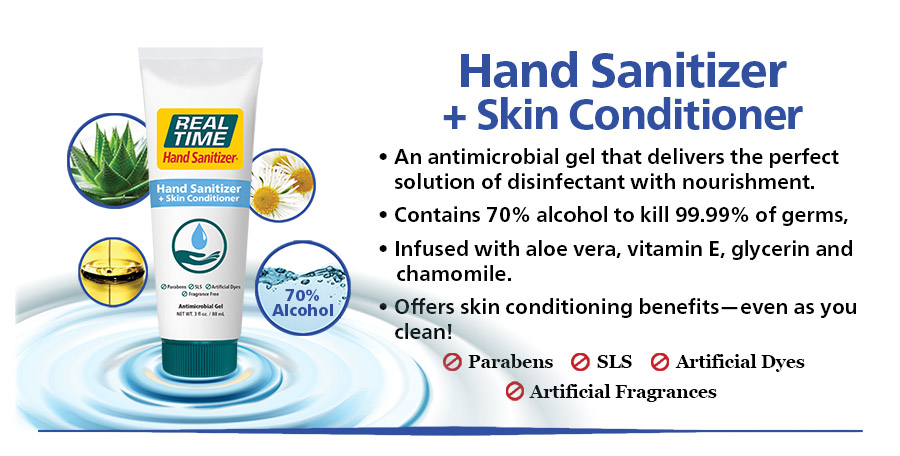 REAL
TIME
Hand Sanitizer
Hand Sanitizer
+ Skin Conditioner
Parabens SLS Artificial Dyes
Fragrance Free
Antimicrobial Gel
NET WT. 3 fl oz. / 88 mL
70%
Alcohol
Hand Sanitizer
+ Skin Conditioner
• An antimicrobial gel that delivers the perfect
solution of disinfectant with nourishment.
• Contains 70% alcohol to kill 99.99% of germs,
• Infused with aloe vera, vitamin E, glycerin and
chamomile.
• Offers skin conditioning benefits—even as you
clean!
Parabens SLS Artificial Dyes
Artificial Fragrances